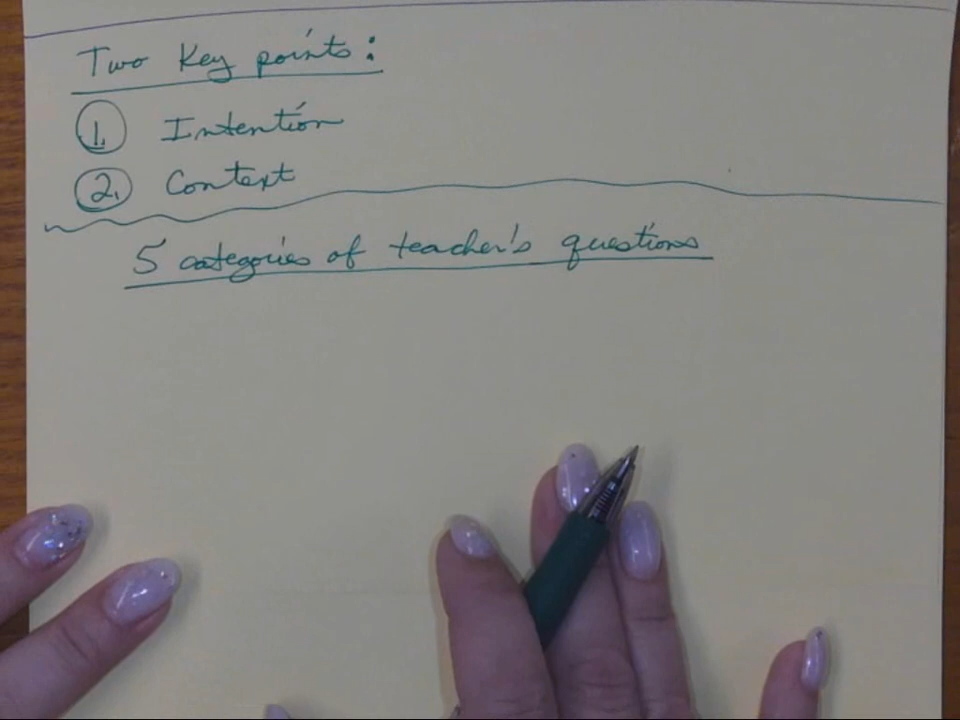 Two Key points:
1. Intention
2. Context
5 categories of teacher's questions